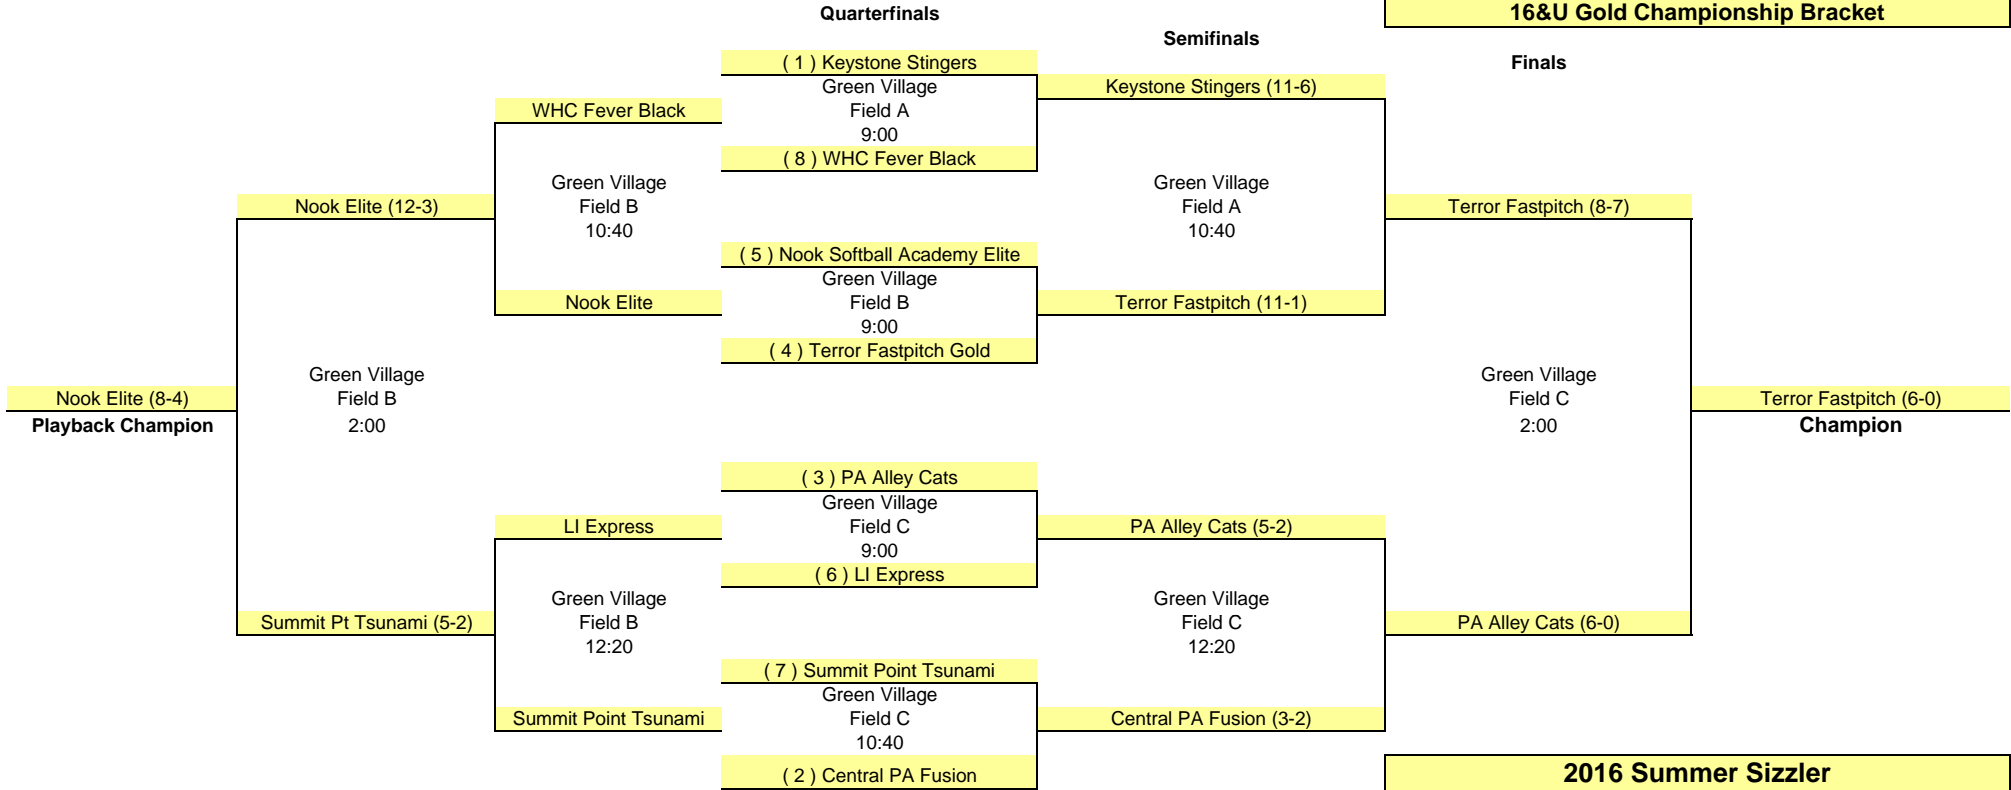 Quarterfinals
16&U Gold Championship Bracket
Semifinals
( 1 ) Keystone Stingers
Finals
Green Village
Keystone Stingers (11-6)
WHC Fever Black
Field A
9:00
( 8 ) WHC Fever Black
Green Village
Green Village
Nook Elite (12-3)
Field B
Field A
Terror Fastpitch (8-7)
10:40
10:40
( 5 ) Nook Softball Academy Elite
Green Village
Nook Elite
Field B
Terror Fastpitch (11-1)
9:00
( 4 ) Terror Fastpitch Gold
Green Village
Green Village
Nook Elite (8-4)
Field B
Field C
Terror Fastpitch (6-0)
Playback Champion
2:00
2:00
Champion
( 3 ) PA Alley Cats
Green Village
LI Express
Field C
PA Alley Cats (5-2)
9:00
( 6 ) LI Express
Green Village
Green Village
Summit Pt Tsunami (5-2)
Field B
Field C
PA Alley Cats (6-0)
12:20
12:20
( 7 ) Summit Point Tsunami
Green Village
Summit Point Tsunami
Field C
Central PA Fusion (3-2)
10:40
( 2 ) Central PA Fusion
2016 Summer Sizzler